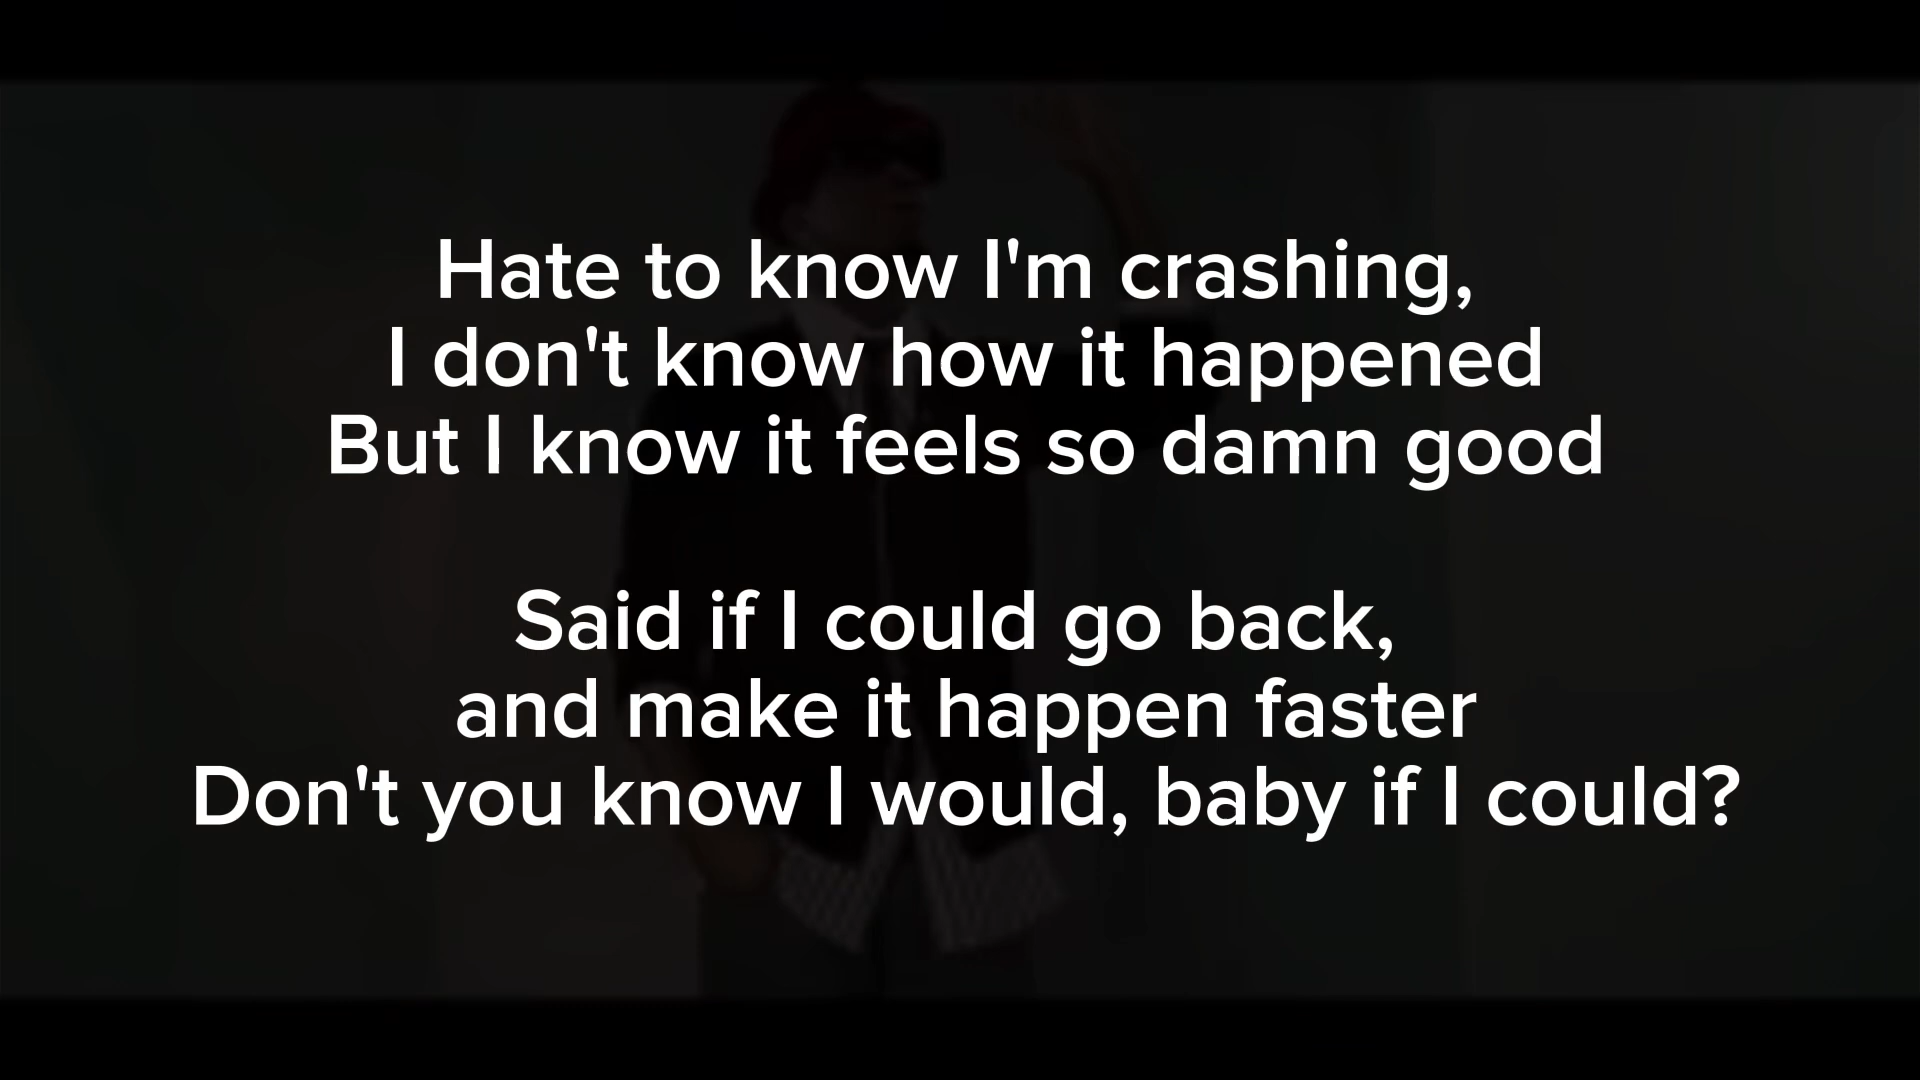 Hate to know I'm crashing,
I don't know how it happened
But I know it feels so damn good
Said if I could go back,
and make it happen faster
Don't you know I would, baby if I could?